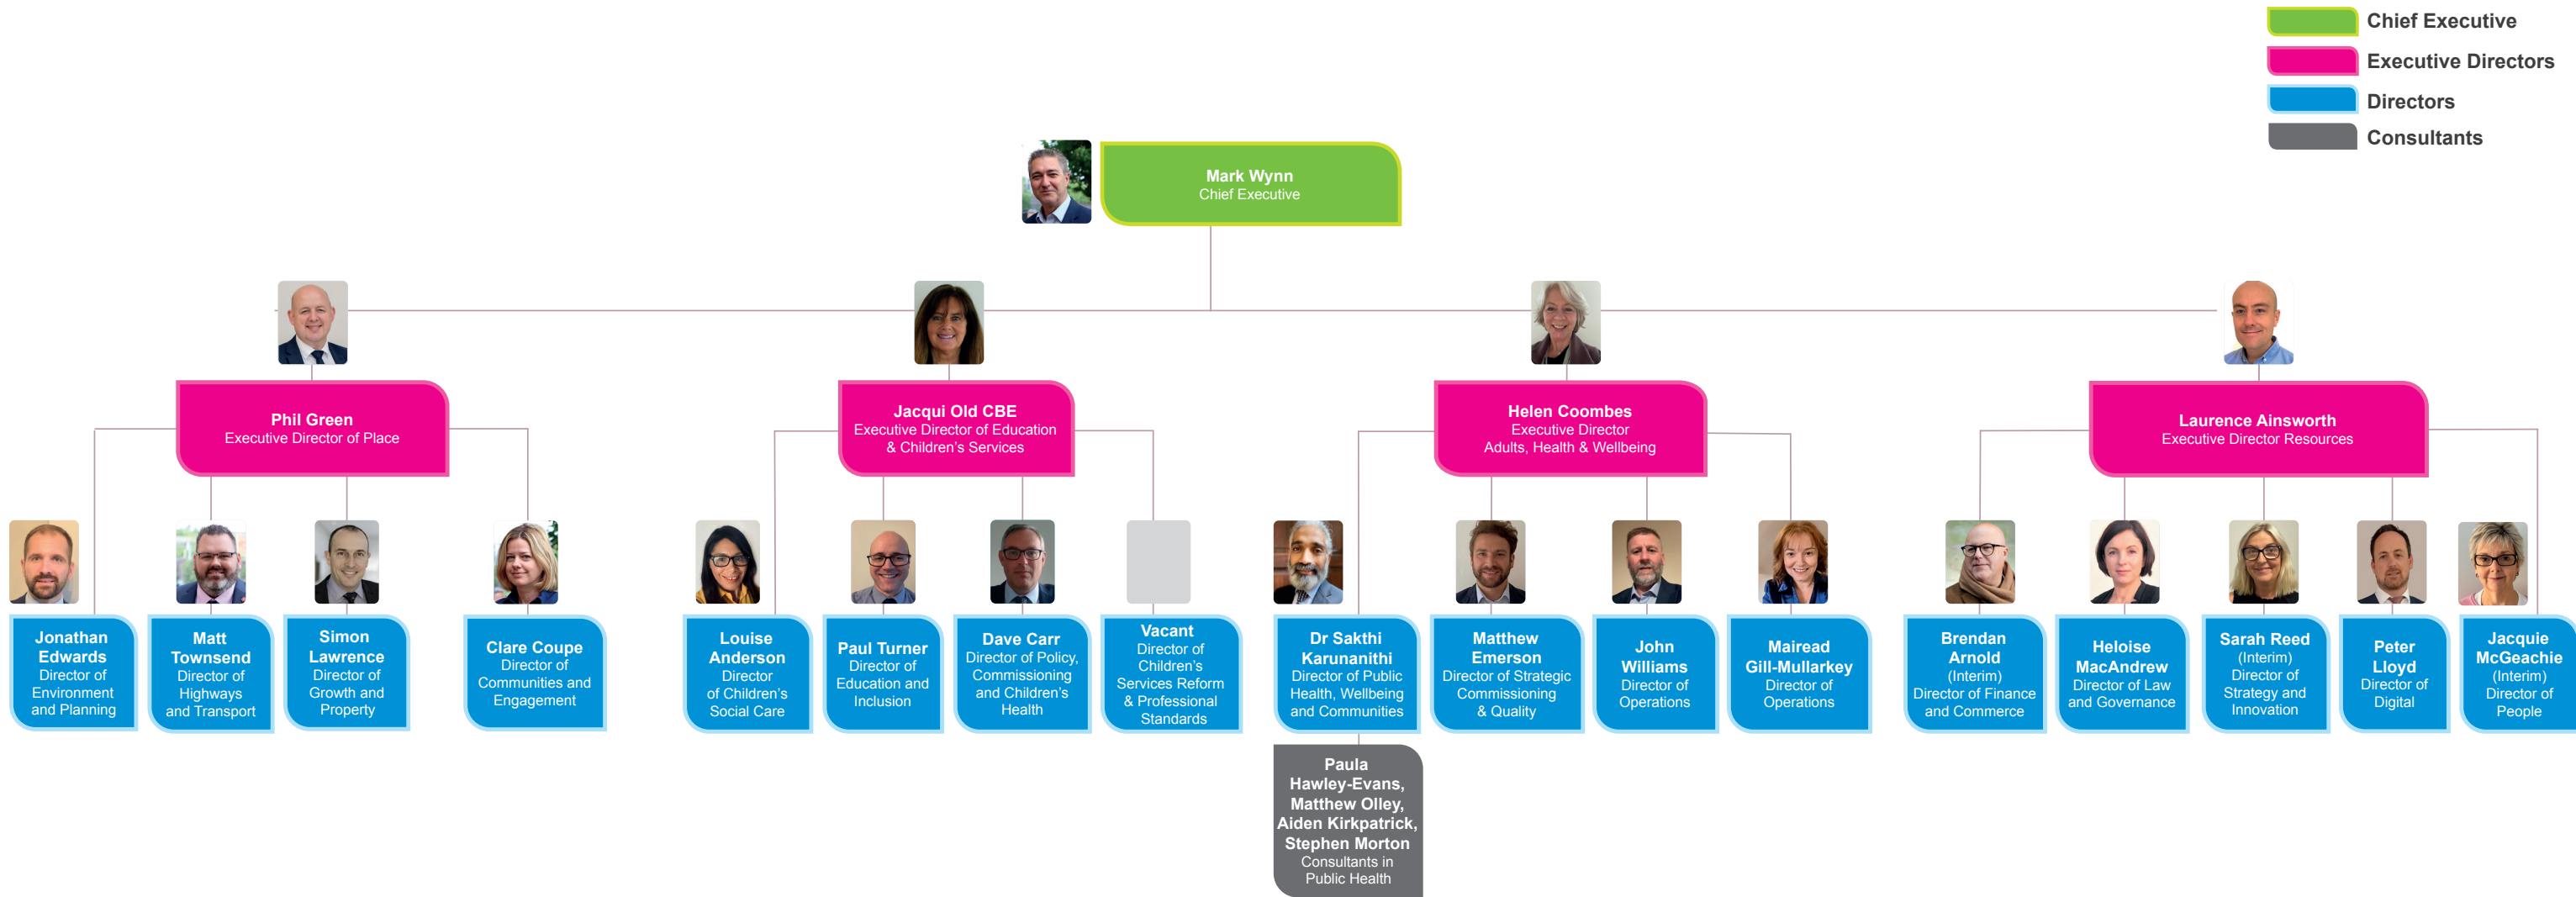 Chief Executive
Executive Directors
Directors
Consultants
Mark Wynn
Chief Executive
Phil Green
Executive Director of Place
Jacqui Old CBE
Executive Director of Education
& Children's Services
Helen Coombes
Executive Director
Adults, Health & Wellbeing
Laurence Ainsworth
Executive Director Resources
Jonathan
Edwards
Director of
Environment
and Planning
Matt
Townsend
Director of
Highways
and Transport
Simon
Lawrence
Director of
Growth and
Property
Clare Coupe
Director of
Communities and
Engagement
Louise
Anderson
Director
of Children's
Social Care
Paul Turner
Director of
Education and
Inclusion
Dave Carr
Director of Policy,
Commissioning
and Children's
Health
Vacant
Director of
Children's
Services Reform
& Professional
Standards
Dr Sakthi
Karunanithi
Director of Public
Health, Wellbeing
and Communities
Matthew
Emerson
Director of Strategic
Commissioning
& Quality
John
Williams
Director of
Operations
Mairead
Gill-Mullarkey
Director of
Operations
Brendan
Arnold
(Interim)
Director of Finance
and Commerce
Heloise
MacAndrew
Director of Law
and Governance
Sarah Reed
(Interim)
Director of
Strategy and
Innovation
Peter
Lloyd
Director of
Digital
Jacquie
McGeachie
(Interim)
Director of
People
Paula
Hawley-Evans,
Matthew Olley,
Aiden Kirkpatrick,
Stephen Morton
Consultants in
Public Health